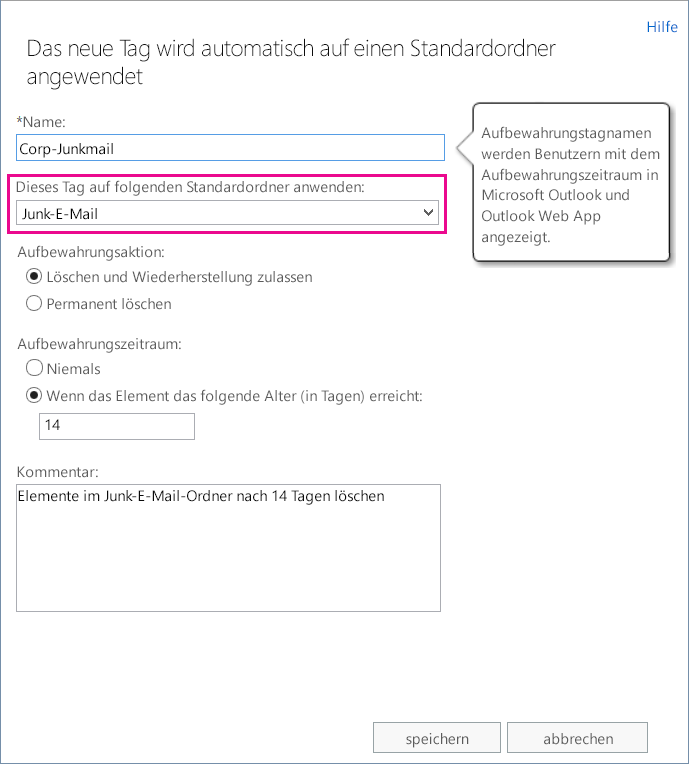 Hilfe
Das neue Tag wird automatisch auf einen Standardordner
angewendet
*Name:
Corp-Junkmail
Aufbewahrungstagnamen
werden Benutzern mit dem
Aufbewahrungszeitraum in
Microsoft Outlook und
Outlook Web App
angezeigt.
Dieses Tag auf folgenden Standardordner anwenden:
Junk-E-Mail
Aufbewahrungsaktion:
Löschen und Wiederherstellung zulassen
Permanent löschen
Aufbewahrungszeitraum:
Niemals
Wenn das Element das folgende Alter (in Tagen) erreicht:
14
Kommentar:
Elemente im Junk-E-Mail-Ordner nach 14 Tagen löschen
speichern
abbrechen